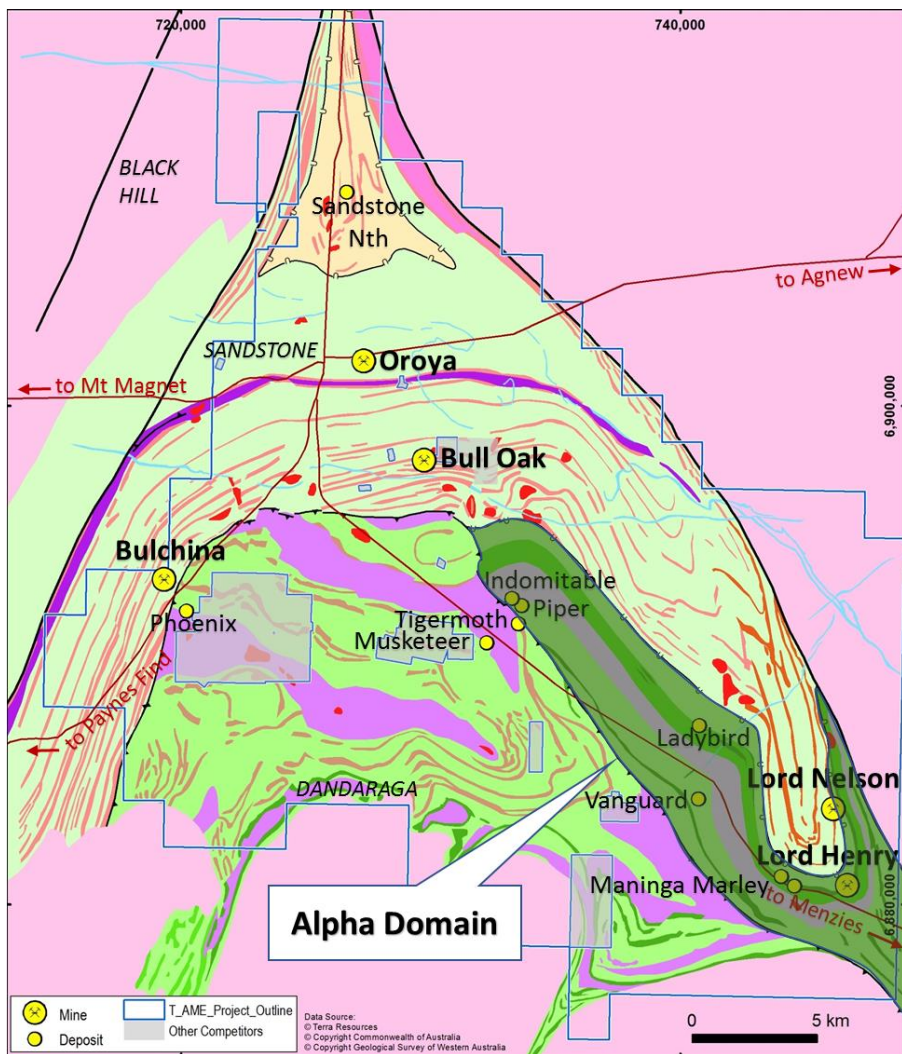 720,000
740,000
BLACK
HILL
Sandstone
Nth
to Agnew
SANDSTONE
Oroya
to Mt Magnet
6,900,000
Bull Oak
Bulchina
Indomitable
Piper
Phoenix
Tigermoth
Musketeer
to Paynes Find
Ladybird
DANDARAGA
Vanguard
Lord Nelson
Lord Henry
Maninga Marley
to Menzies
6,880,000
Alpha Domain
Mine
Deposit
T_AME_Project_Outline
Other Competitors
Data Source:
© Terra Resources
© Copyright Commonwealth of Australia
© Copyright Geological Survey of Western Australia
0 5 km